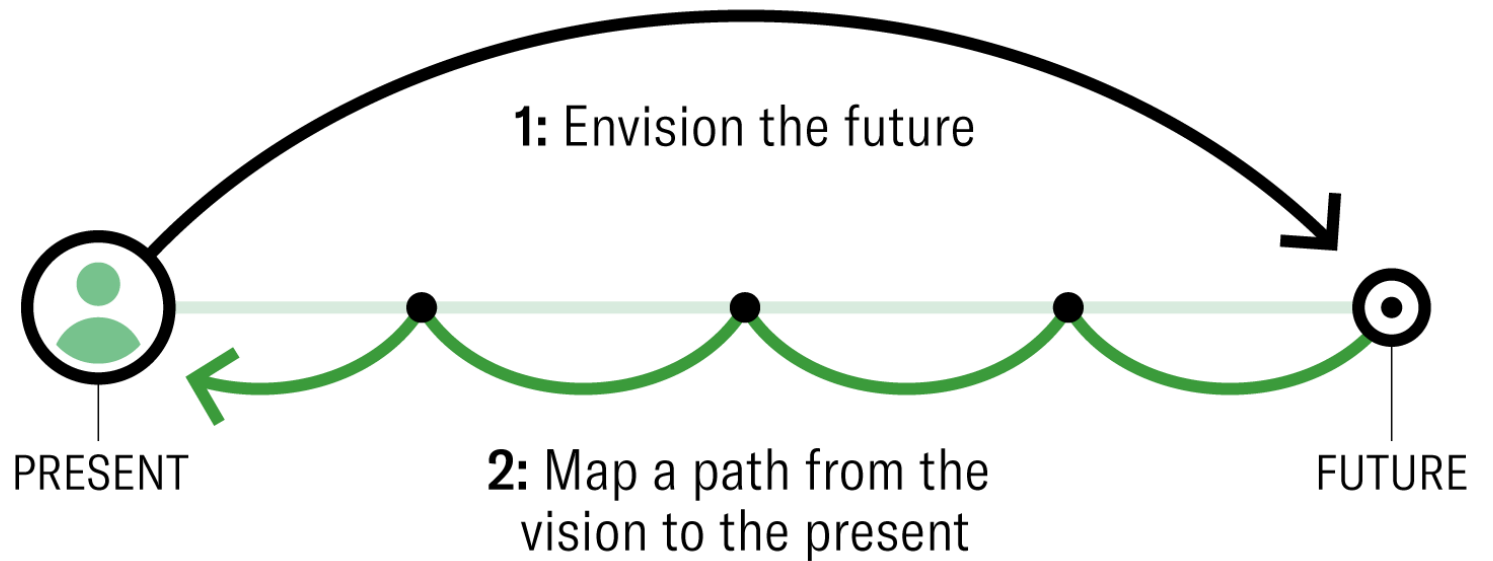 1: Envision the future
PRESENT
FUTURE
2: Map a path from the
vision to the present